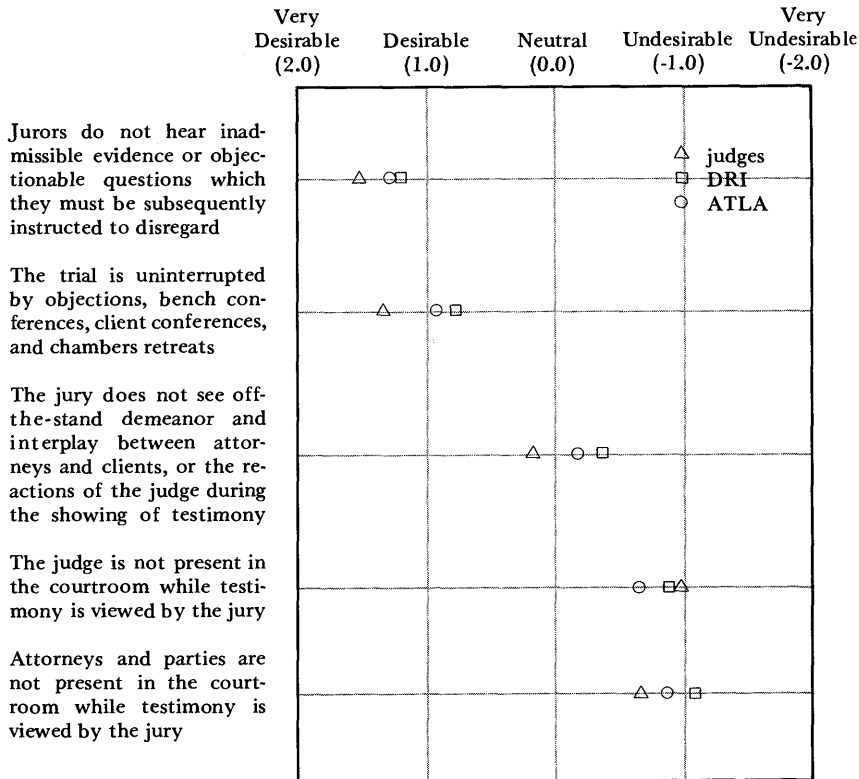 Very Desirable (2.0)
Desirable (1.0)
Neutral (0.0)
Undesirable (-1.0)
Very Undesirable (-2.0)
judges
DRI
ATLA
Jurors do not hear inad-
missible evidence or objec-
tionable questions which
they must be subsequently
instructed to disregard
The trial is uninterrupted
by objections, bench con-
ferences, client conferences,
and chambers retreats
The jury does not see off-
the-stand demeanor and
interplay between attor-
neys and clients, or the re-
actions of the judge during
the showing of testimony
The judge is not present in
the courtroom while testi-
mony is viewed by the jury
Attorneys and parties are
not present in the court-
room while testimony is
viewed by the jury